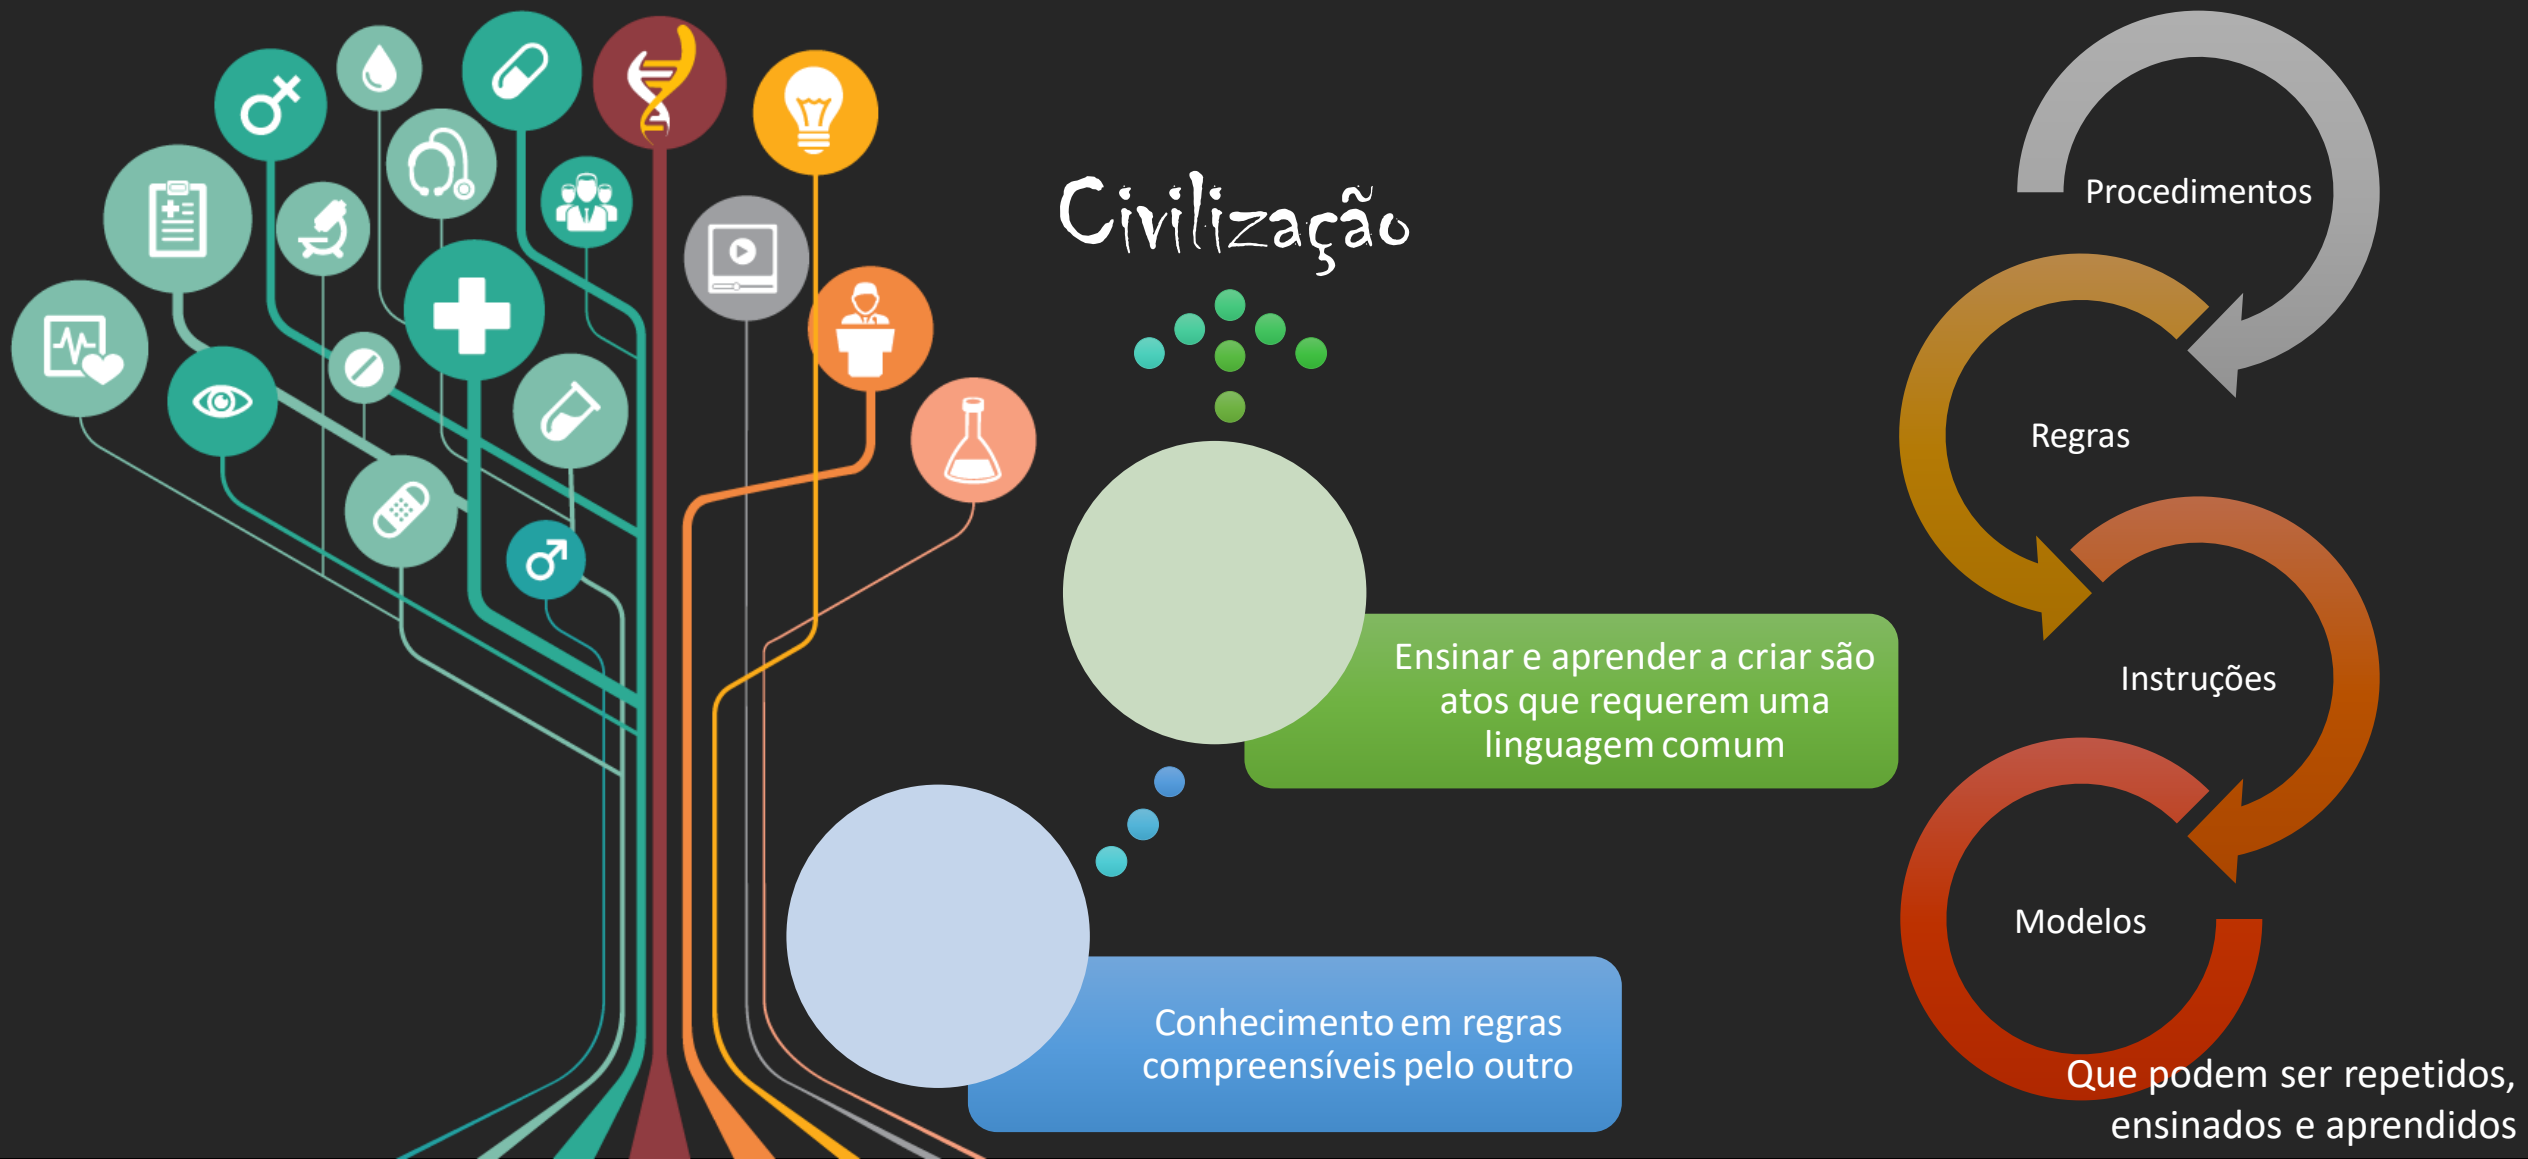 Civilização
Ensinar e aprender a criar são
atos que requerem uma
linguagem comum
Conhecimento em regras
compreensíveis pelo outro
Procedimentos
Regras
Instruções
Modelos
Que podem ser repetidos,
ensinados e aprendidos